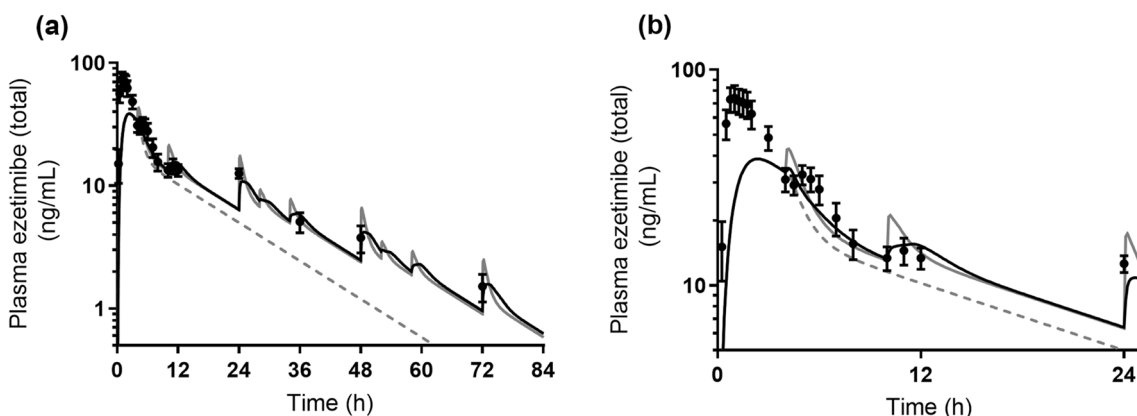 (a)
Plasma ezetimibe (total)
(ng/mL)
100
10
1
0 12 24 36 48 60 72 84
Time (h)
(b)
Plasma ezetimibe (total)
(ng/mL)
100
10
0 12 24
Time (h)